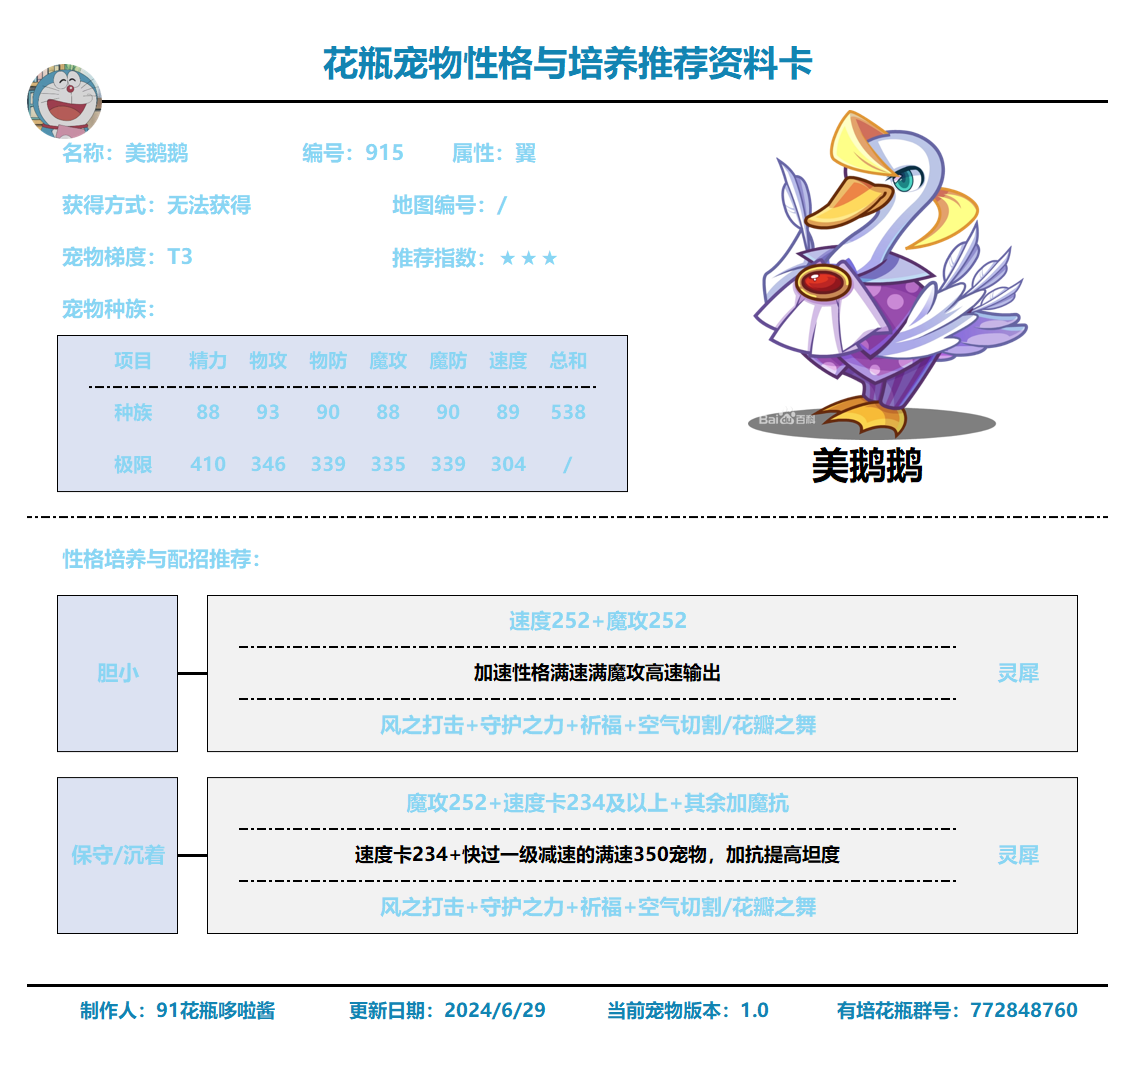 花瓶宠物性格与培养推荐资料卡
名称：美鹅鹅 编号：915 属性：翼
获得方式：无法获得 地图编号：/
宠物梯度：T3 推荐指数：★★★
宠物种族：
项目 精力 物攻 物防 魔攻 魔防 速度 总和
种族 88 93 90 88 90 89 538
极限 410 346 339 335 339 304 /
Bai百科
美鹅鹅
性格培养与配招推荐：
速度252+魔攻252
胆小 加速性格满速满魔攻高速输出 灵犀
风之打击+守护之力+祈福+空气切割/花瓣之舞
魔攻252+速度卡234及以上+其余加魔抗
保守/沉着 速度卡234+快过一级减速的满速350宠物，加抗提高坦度 灵犀
风之打击+守护之力+祈福+空气切割/花瓣之舞
制作人：91花瓶哆啦酱 更新日期：2024/6/29 当前宠物版本：1.0 有培花瓶群号：772848760